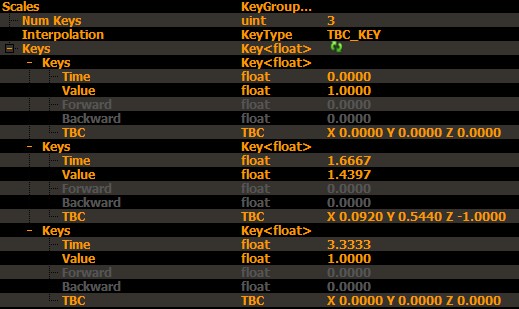 Scales KeyGroup...
Num Keys uint 3
Interpolation KeyType TBC_KEY
Keys Key<float>
Keys Key<float>
Time float 0.0000
Value float 1.0000
Forward float 0.0000
Backward float 0.0000
TBC TBC X 0.0000 Y 0.0000 Z 0.0000
Keys Key<float>
Time float 1.6667
Value float 1.4397
Forward float 0.0000
Backward float 0.0000
TBC TBC X 0.0920 Y 0.5440 Z -1.0000
Keys Key<float>
Time float 3.3333
Value float 1.0000
Forward float 0.0000
Backward float 0.0000
TBC TBC X 0.0000 Y 0.0000 Z 0.0000